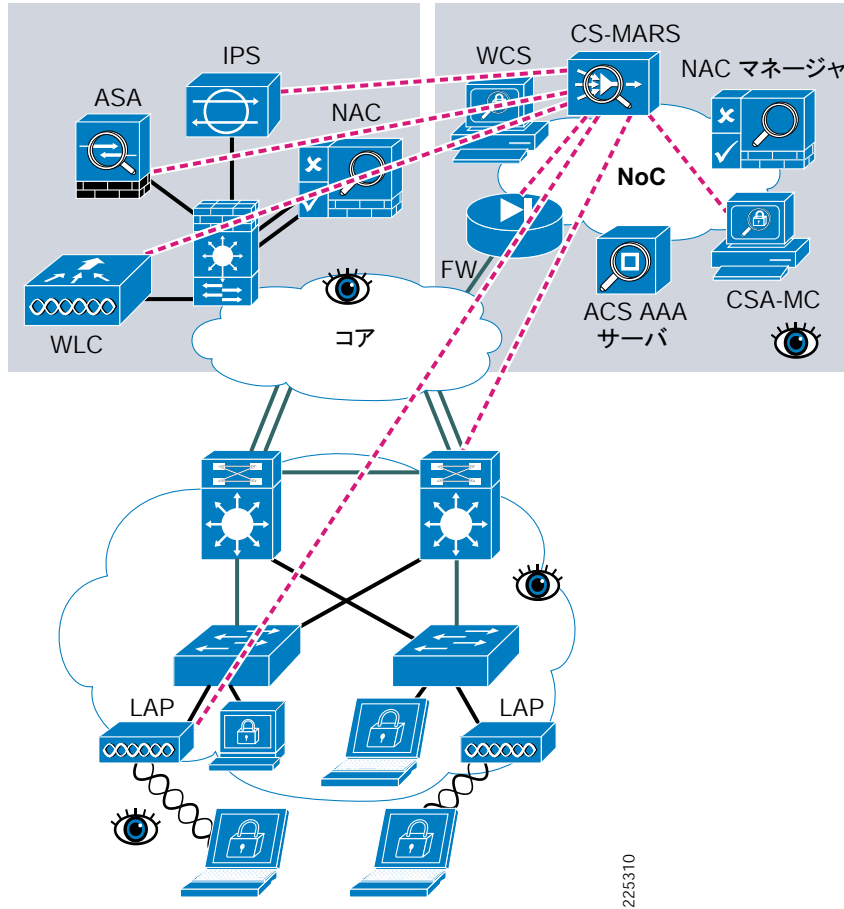 CS-MARS
IPS
WCS
NAC マネージャ
ASA
NAC
NoC
FW
WLC
コア
ACS AAA
サーバ
CSA-MC
LAP
LAP
225310